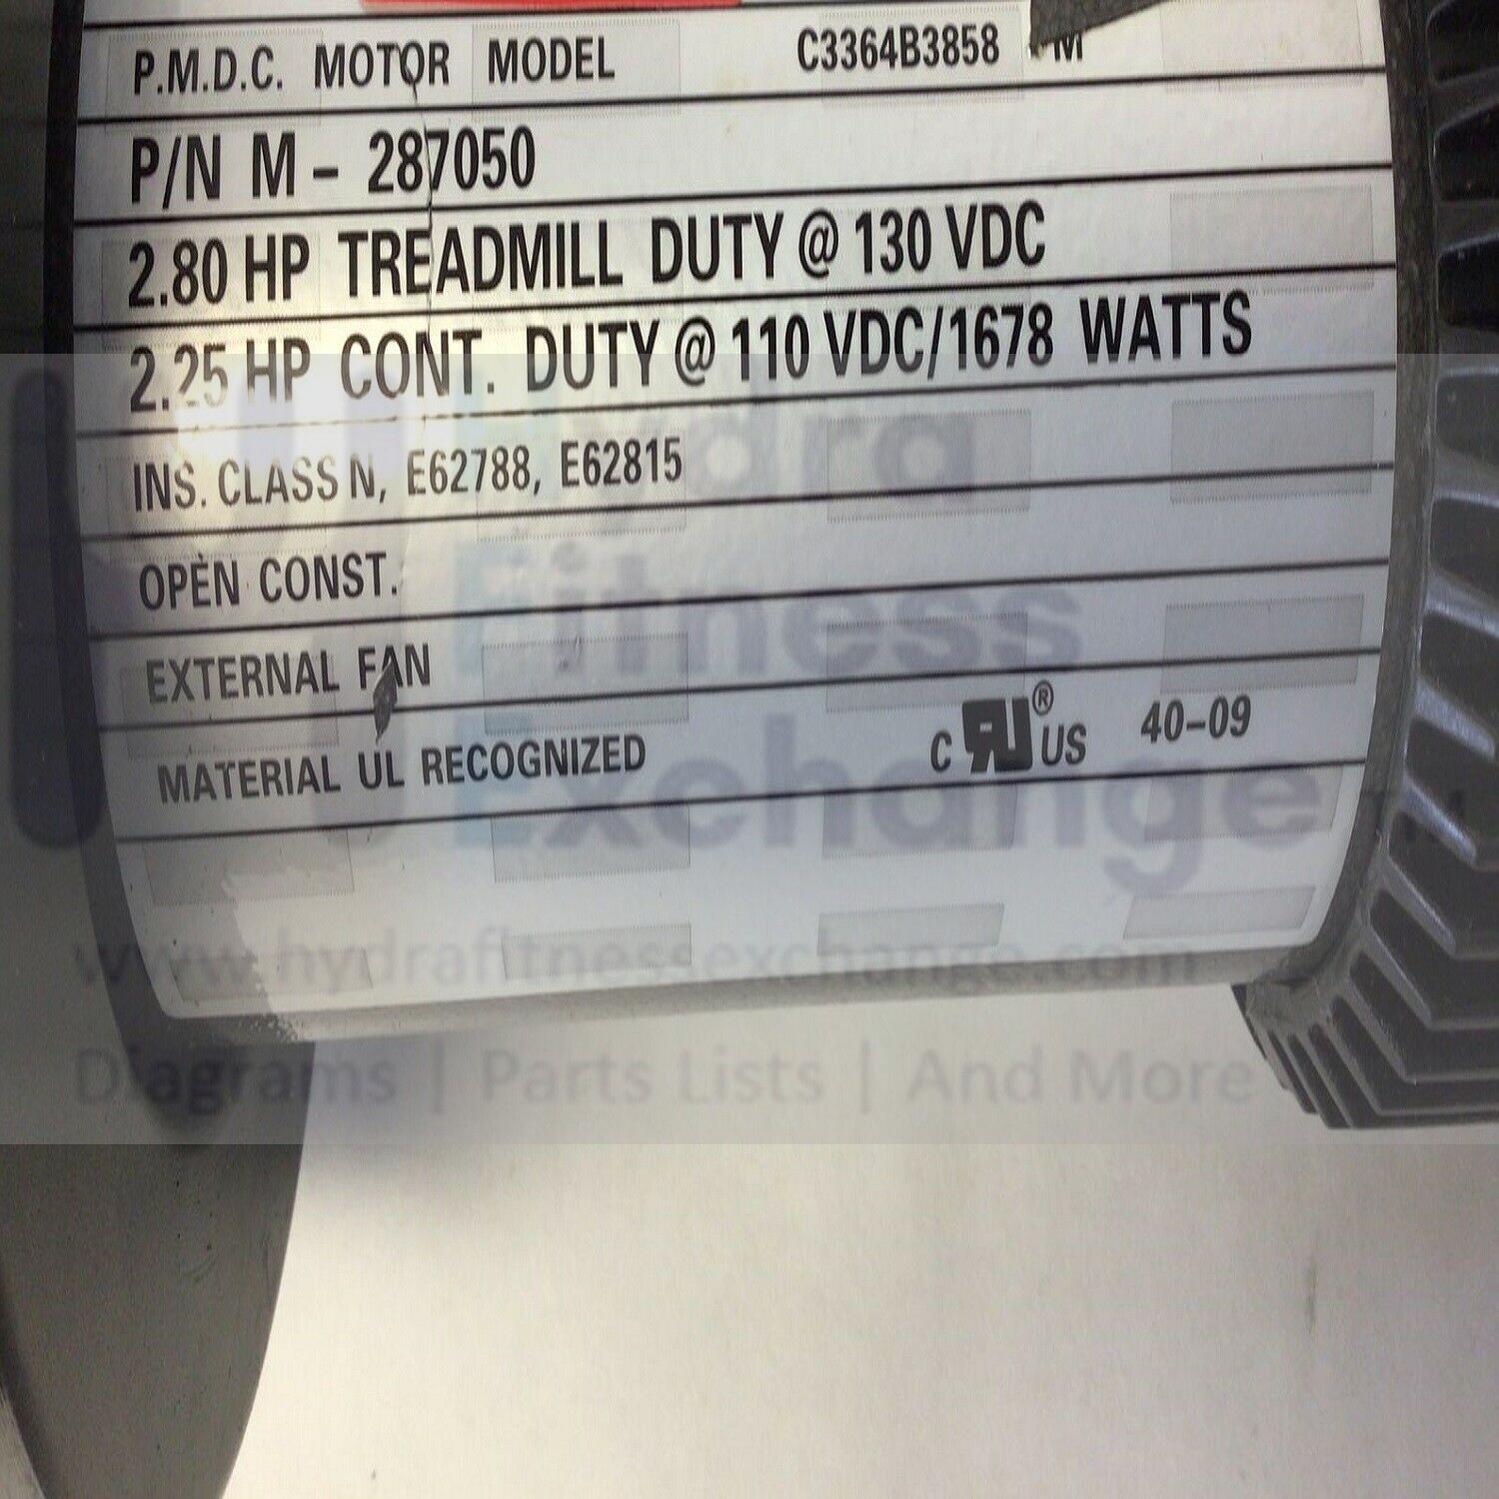 P.M.D.C. MOTOR MODEL C3364B3858 M
P/N M - 287050
2.80 HP TREADMILL DUTY @ 130 VDC
2.25 HP CONT. DUTY @ 110 VDC/1678 WATTS
INS. CLASS N, E62788, E62815
OPEN CONST.
EXTERNAL FAN
MATERIAL UL RECOGNIZED C RU ® US 40-09
Hydra
Fitness
Exchange
www.hydrafitnessexchange.com
Diagrams | Parts Lists | And More